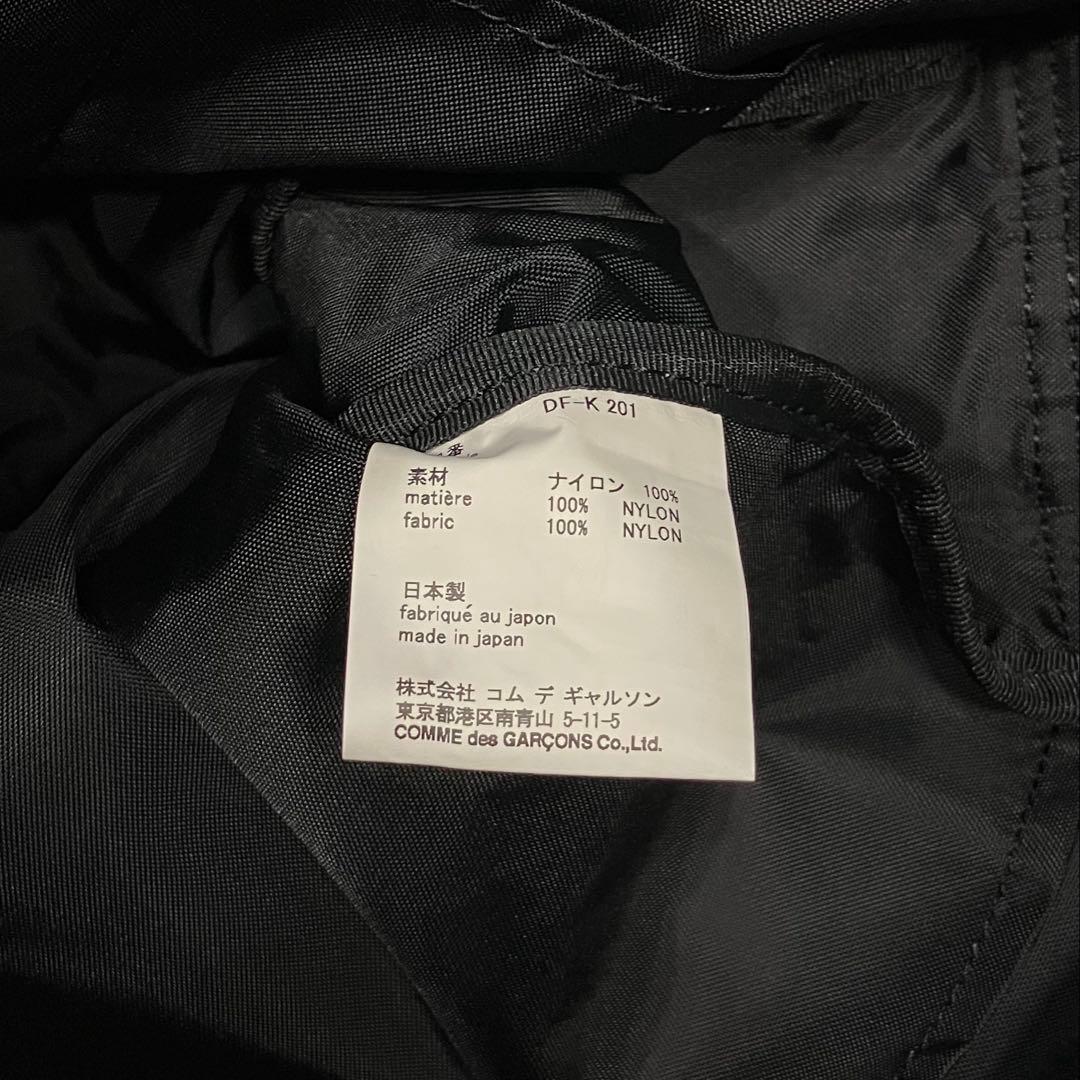 DF-K 201
素材 ナイロン 100%
matière 100% NYLON
fabric 100% NYLON
日本製
fabriqué au japon
made in japan
株式会社 コム デ ギャルソン
東京都港区南青山 5-11-5
COMME des GARÇONS Co.,Ltd.